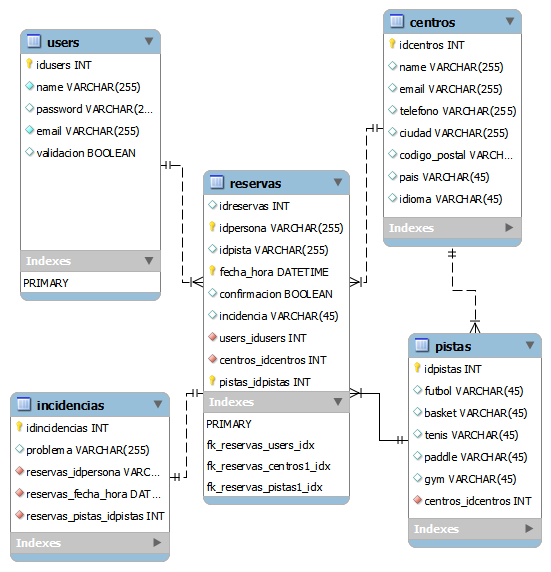 users
idusers INT
name VARCHAR(255)
password VARCHAR(2...
email VARCHAR(255)
validacion BOOLEAN
Indexes
PRIMARY
centros
idcentros INT
name VARCHAR(255)
email VARCHAR(255)
telefono VARCHAR(255)
ciudad VARCHAR(255)
codigo_postal VARCH...
pais VARCHAR(45)
idioma VARCHAR(45)
Indexes
reservas
idreservas INT
idpersona VARCHAR(255)
idpista VARCHAR(255)
fecha_hora DATETIME
confirmacion BOOLEAN
incidencia VARCHAR(45)
users_idusers INT
centros_idcentros INT
pistas_idpistas INT
Indexes
PRIMARY
fk_reservas_users_idx
fk_reservas_centros1_idx
fk_reservas_pistas1_idx
pistas
idpistas INT
futbol VARCHAR(45)
basket VARCHAR(45)
tenis VARCHAR(45)
paddle VARCHAR(45)
gym VARCHAR(45)
centros_idcentros INT
Indexes
incidencias
idincidencias INT
problema VARCHAR(255)
reservas_idpersona VARC...
reservas_fecha_hora DAT...
reservas_pistas_idpistas INT
Indexes